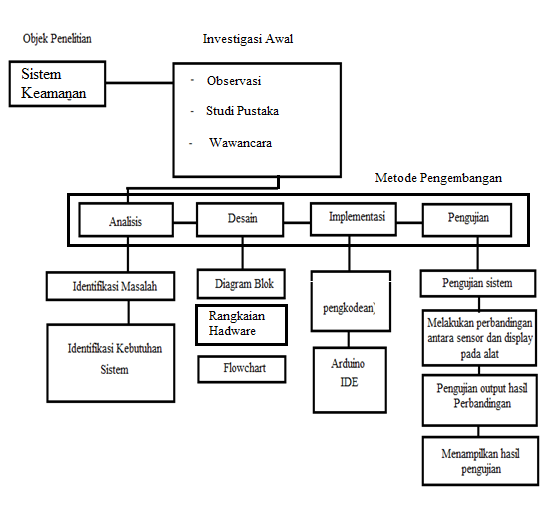 Objek Penelitian
Investigasi Awal
Sistem
Keamanan
- Observasi
- Studi Pustaka
- Wawancara
Metode Pengembangan
Analisis
Desain
Implementasi
Pengujian
Identifikasi Masalah
Identifikasi Kebutuhan
Sistem
Diagram Blok
Rangkaian
Hadware
Flowchart
pengkodean
Arduino
IDE
Pengujian sistem
Melakukan perbandingan
antara sensor dan display
pada alat
Pengujian output hasil
Perbandingan
Menampilkan hasil
pengujian